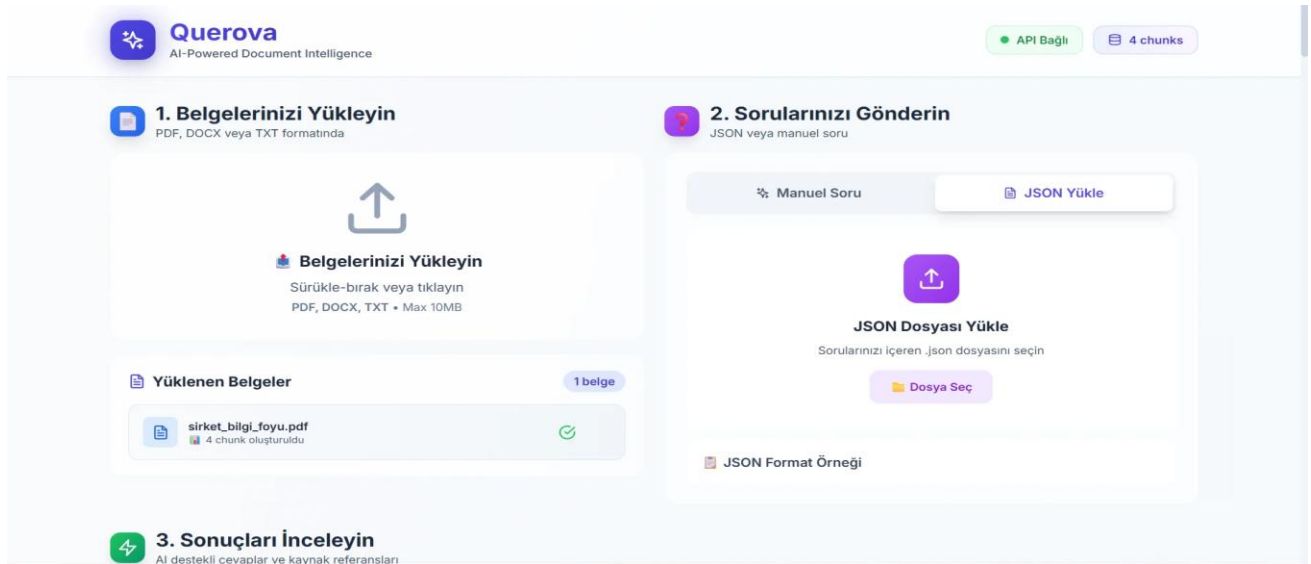 Querova
AI-Powered Document Intelligence
API Bağlı
4 chunks
1. Belgelerinizi Yükleyin
PDF, DOCX veya TXT formatında
Belgelerinizi Yükleyin
Sürükle-bırak veya tıklayın
PDF, DOCX, TXT • Max 10MB
Yüklenen Belgeler
1 belge
sirket_bilgi_foyu.pdf
4 chunk oluşturuldu
2. Sorularınızı Gönderin
JSON veya manuel soru
Manuel Soru
JSON Yükle
JSON Dosyası Yükle
Sorularınızı içeren .json dosyasını seçin
Dosya Seç
JSON Format Örneği
3. Sonuçları İnceleyin
AI destekli cevaplar ve kaynak referansları